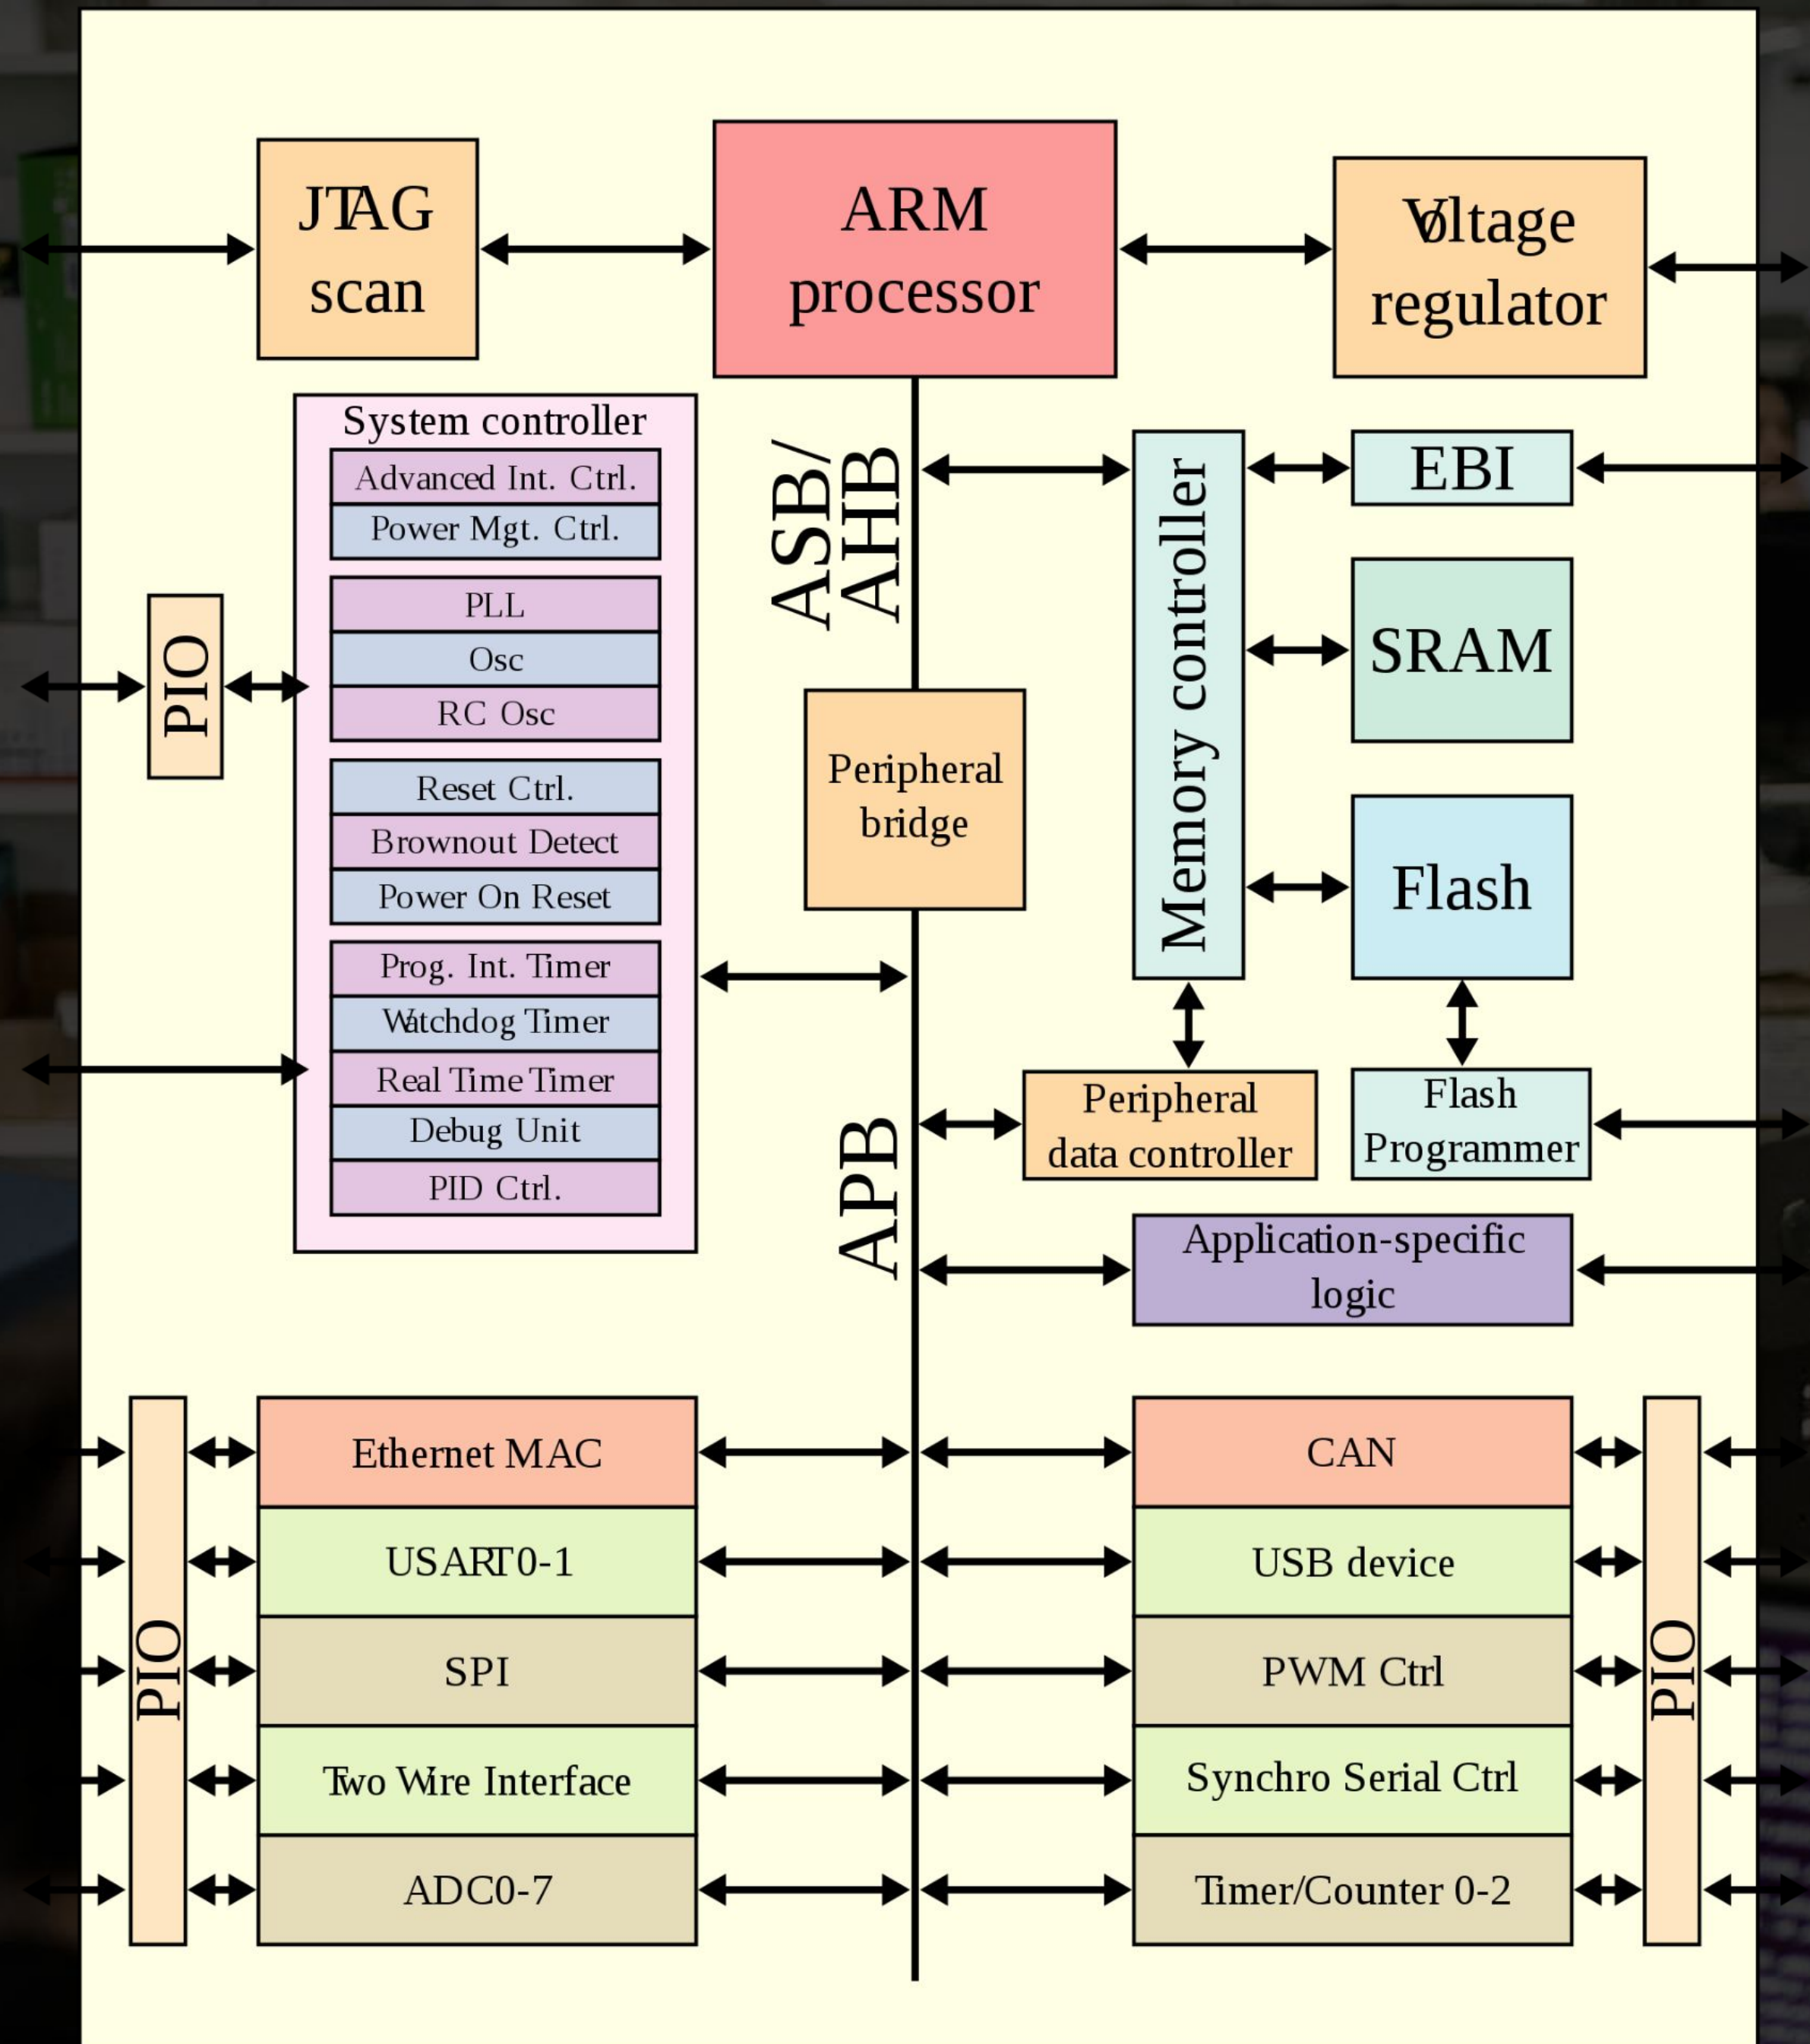 JTAG
scan
ARM
processor
Voltage
regulator
System controller
Advanced Int. Ctrl.
Power Mgt. Ctrl.
PLL
Osc
RC Osc
Reset Ctrl.
Brownout Detect
Power On Reset
Prog. Int. Timer
Watchdog Timer
Real Time Timer
Debug Unit
PID Ctrl.
PIO
ASB/
AHB
Peripheral
bridge
APB
Memory controller
EBI
SRAM
Flash
Peripheral
data controller
Flash
Programmer
Application-specific
logic
PIO
Ethernet MAC
USART0-1
SPI
Two Wire Interface
ADC0-7
CAN
USB device
PWM Ctrl
Synchro Serial Ctrl
Timer/Counter 0-2
PIO